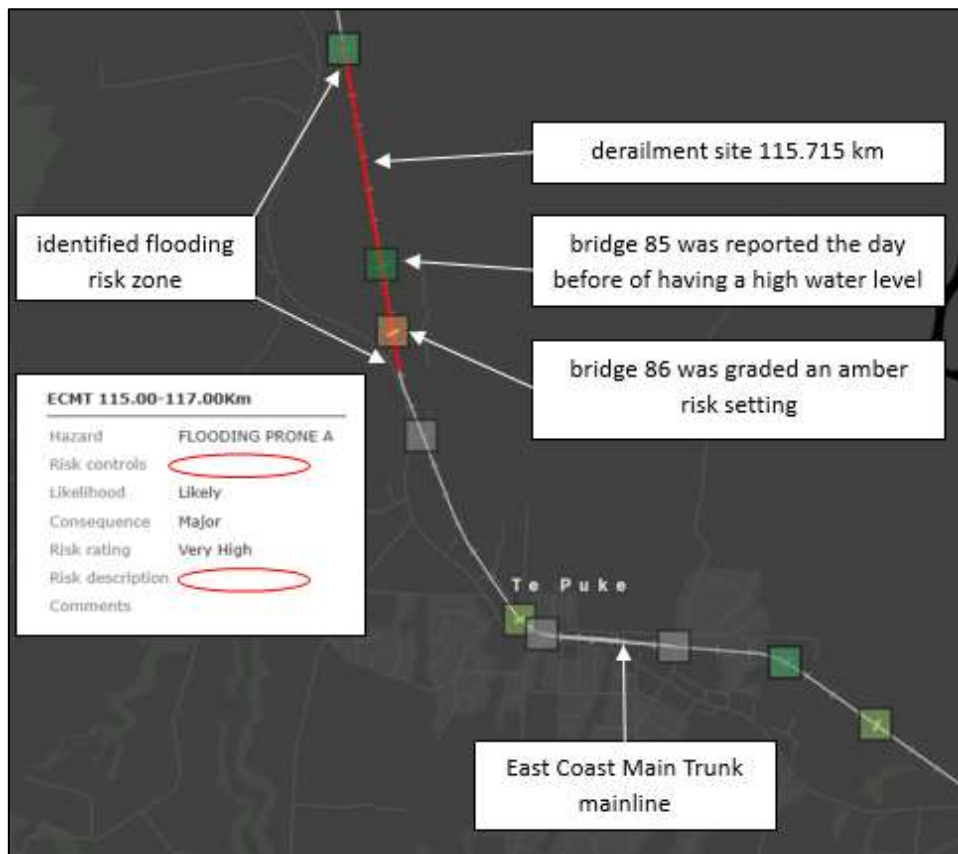 derailment site 115.715 km
identified flooding
risk zone
bridge 85 was reported the day
before of having a high water level
bridge 86 was graded an amber
risk setting
ECMT 115.00-117.00Km
Hazard FLOODING PRONE A
Risk controls
Likelihood Likely
Consequence Major
Risk rating Very High
Risk description
Comments
Te Puke
East Coast Main Trunk
mainline